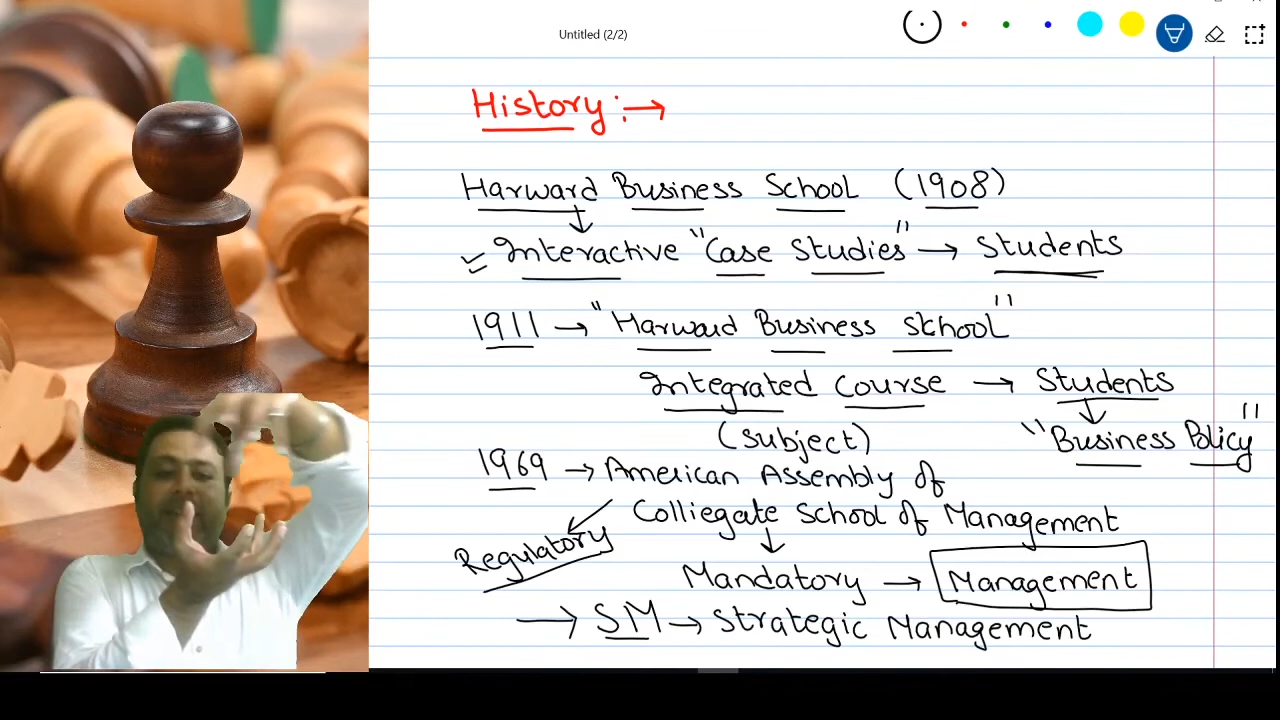 Untitled (2/2)
History :→
Harward Business School (1908)
Interactive "Case Studies" → Students
1911 → "Harward Business School"
Integrated Course → Students
(Subject) "Business Policy"
1969 → American Assembly of
Colliegate School of Management
Regulatory
Mandatory → Management
→ SM → Strategic Management